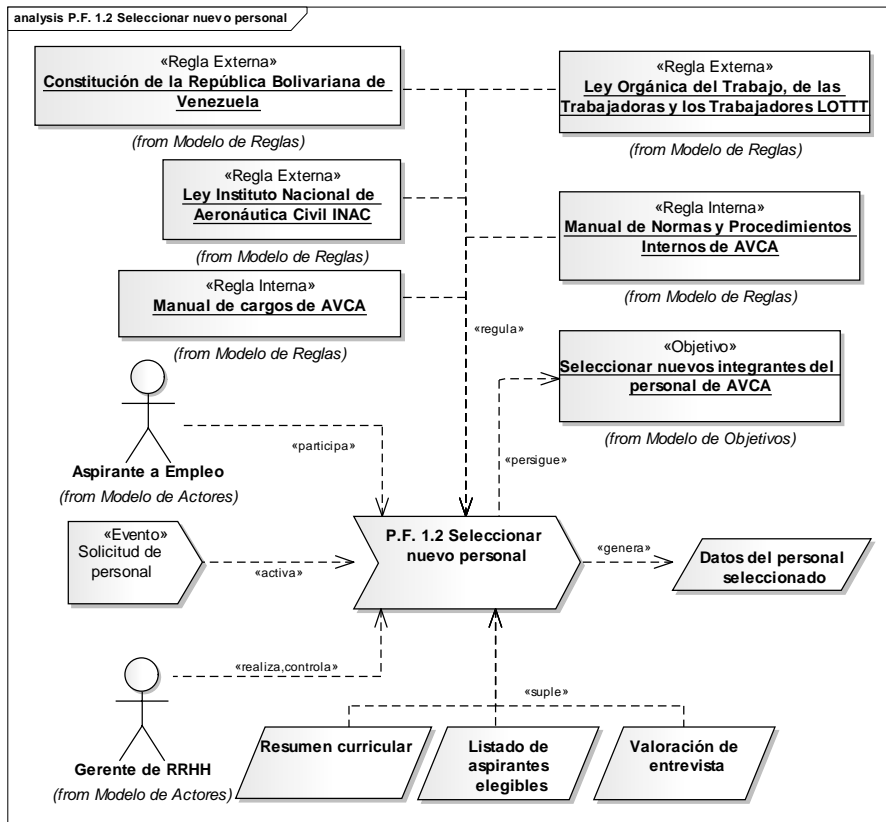 analysis P.F. 1.2 Seleccionar nuevo personal
«Regla Externa»
Constitución de la República Bolivariana de
Venezuela
(from Modelo de Reglas)
«Regla Externa»
Ley Orgánica del Trabajo, de las
Trabajadoras y los Trabajadores LOTTT
(from Modelo de Reglas)
«Regla Externa»
Ley Instituto Nacional de
Aeronáutica Civil INAC
(from Modelo de Reglas)
«Regla Interna»
Manual de Normas y Procedimientos
Internos de AVCA
(from Modelo de Reglas)
«Regla Interna»
Manual de cargos de AVCA
(from Modelo de Reglas)
«regula»
«Objetivo»
Seleccionar nuevos integrantes del
personal de AVCA
(from Modelo de Objetivos)
Aspirante a Empleo
(from Modelo de Actores)
«participa»
«persigue»
«Evento»
Solicitud de
personal
«activa»
P.F. 1.2 Seleccionar
nuevo personal
«genera»
Datos del personal
seleccionado
Gerente de RRHH
(from Modelo de Actores)
«realiza,controla»
«suple»
Resumen curricular
Listado de
aspirantes
elegibles
Valoración de
entrevista